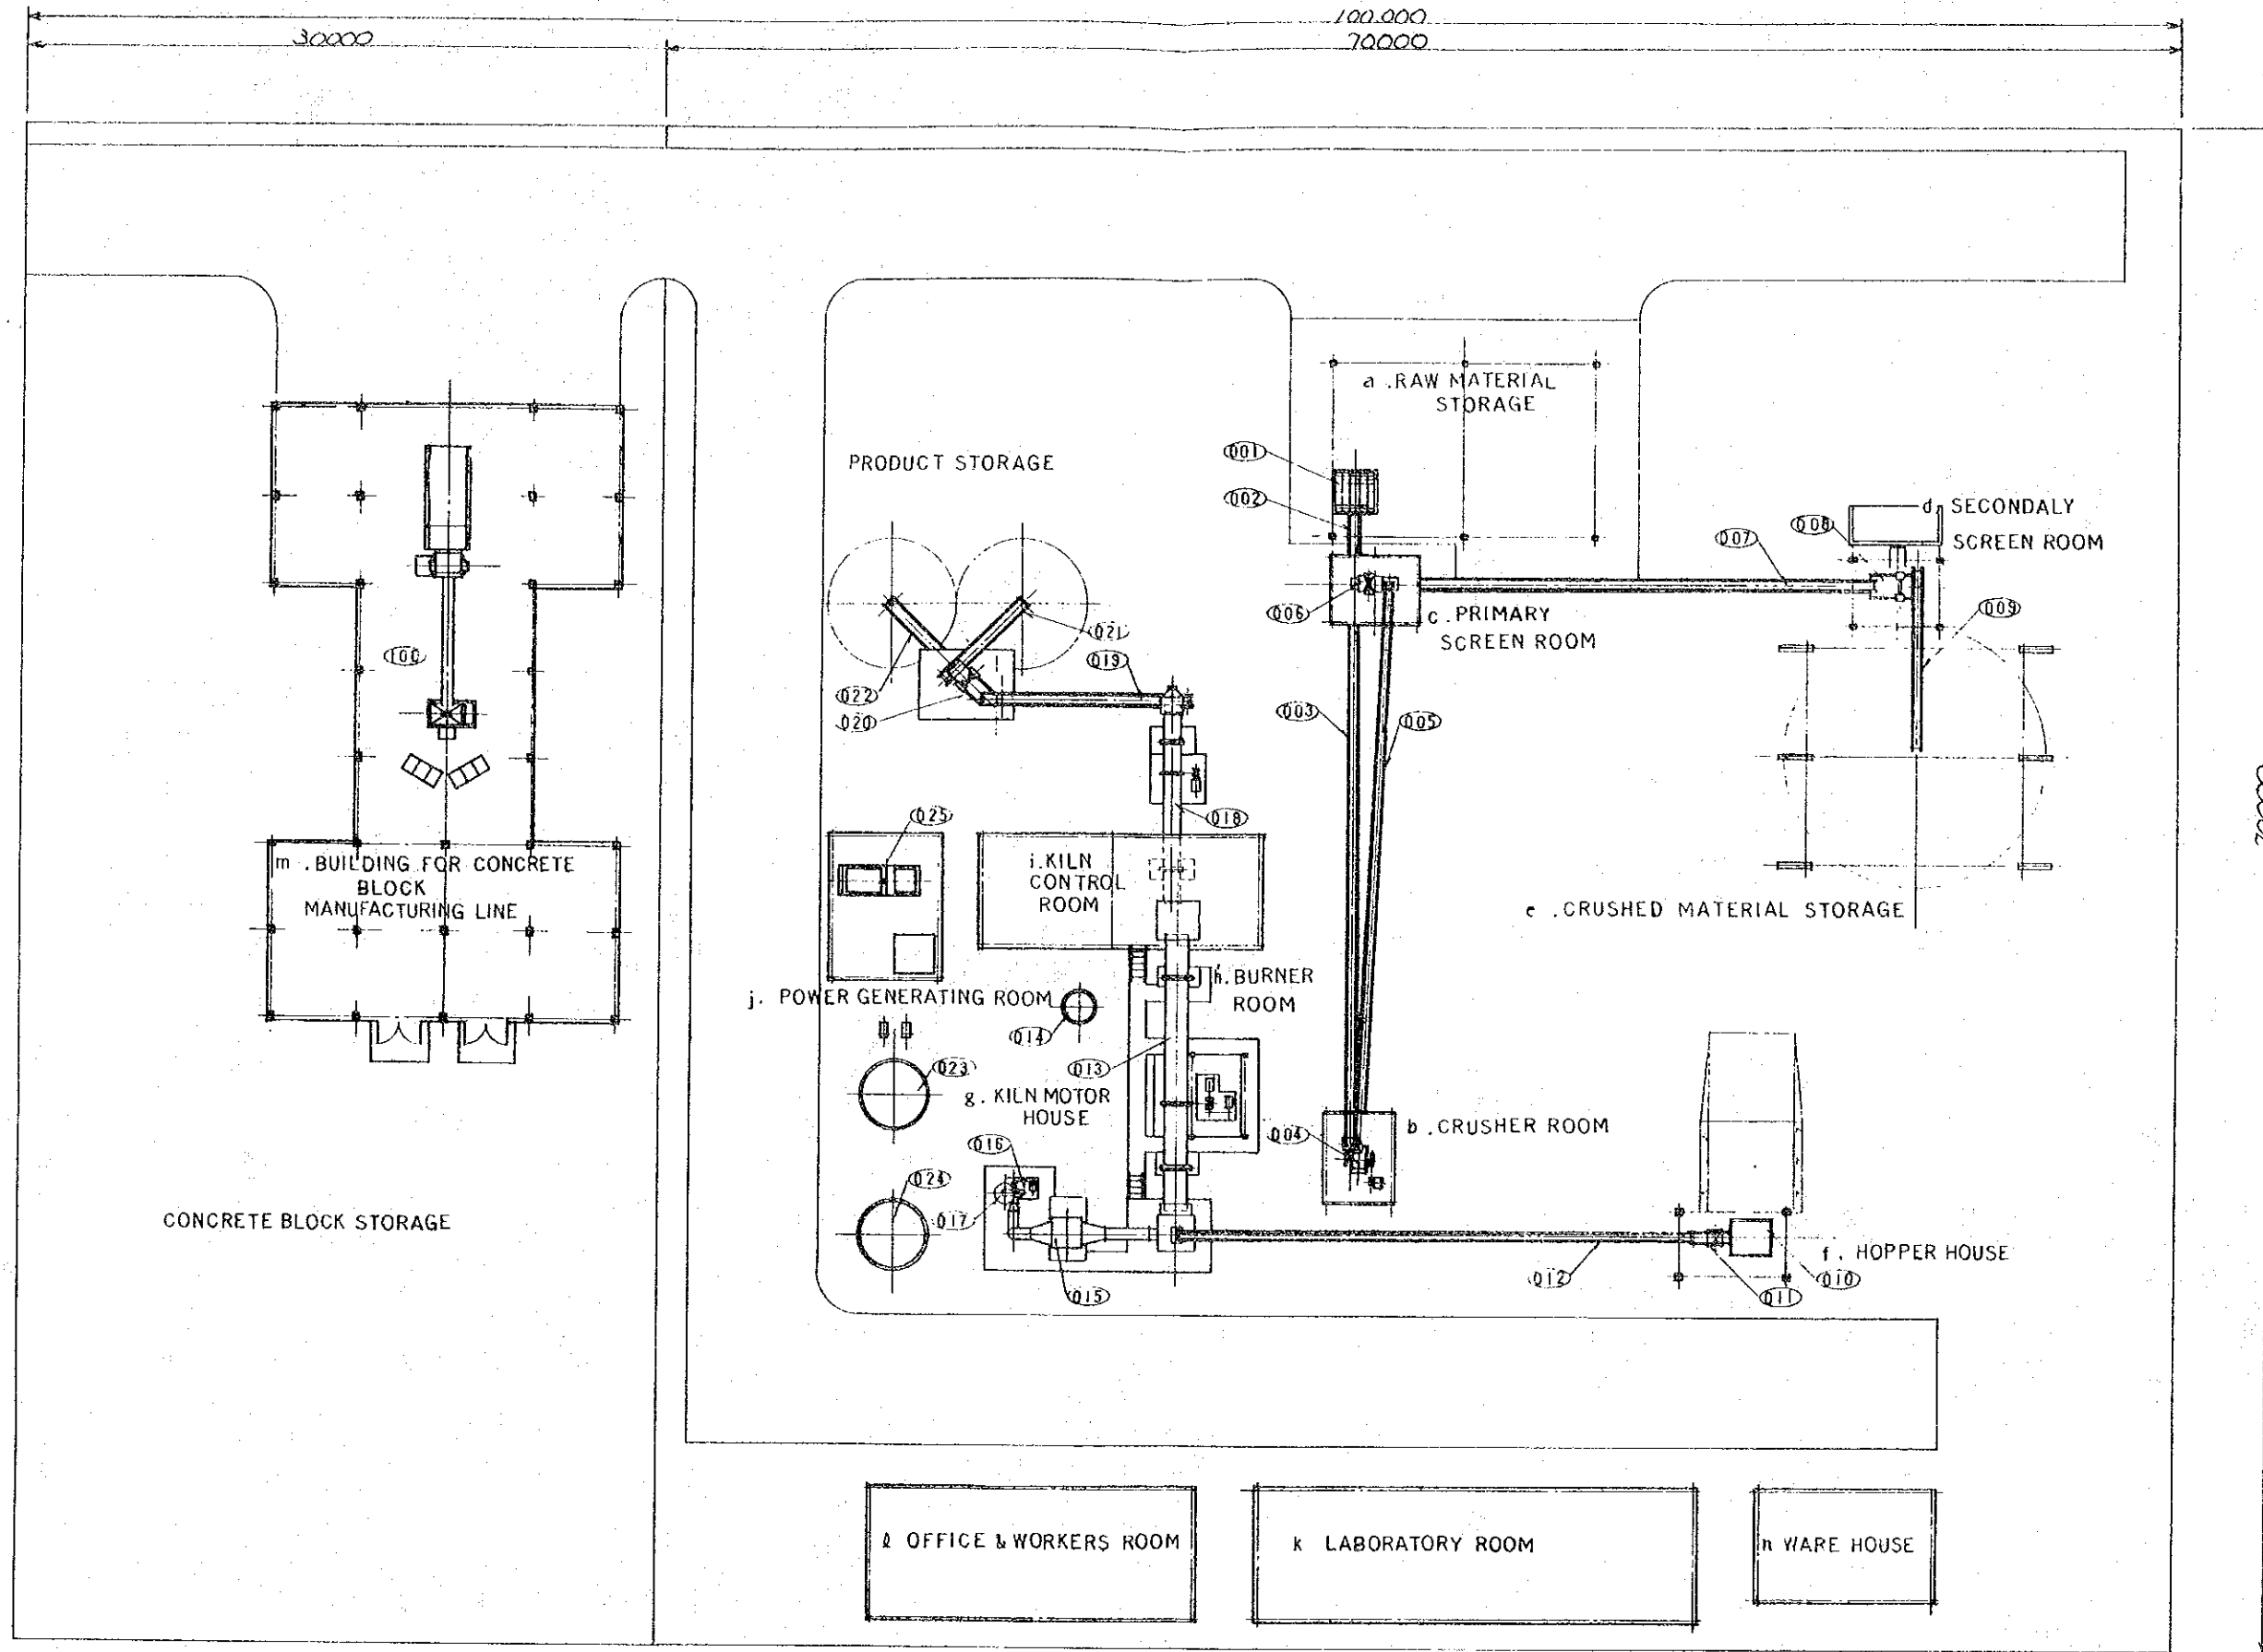 100.000
30000
70000
a .RAW MATERIAL
STORAGE
001
PRODUCT STORAGE
002
d. SECONDALY
008
SCREEN ROOM
007
006
c. PRIMARY
SCREEN ROOM
009
021
100
019
022
020
003
005
025
018
m . BUILDING FOR CONCRETE
BLOCK
MANUFACTURING LINE
i. KILN
CONTROL
ROOM
e . CRUSHED MATERIAL STORAGE
h. BURNER
ROOM
j. POWER GENERATING ROOM
014
023
013
g. KILN MOTOR
HOUSE
004
b . CRUSHER ROOM
016
024
017
CONCRETE BLOCK STORAGE
f. HOPPER HOUSE
012
010
015
011
l OFFICE & WORKERS ROOM
k LABORATORY ROOM
n WARE HOUSE